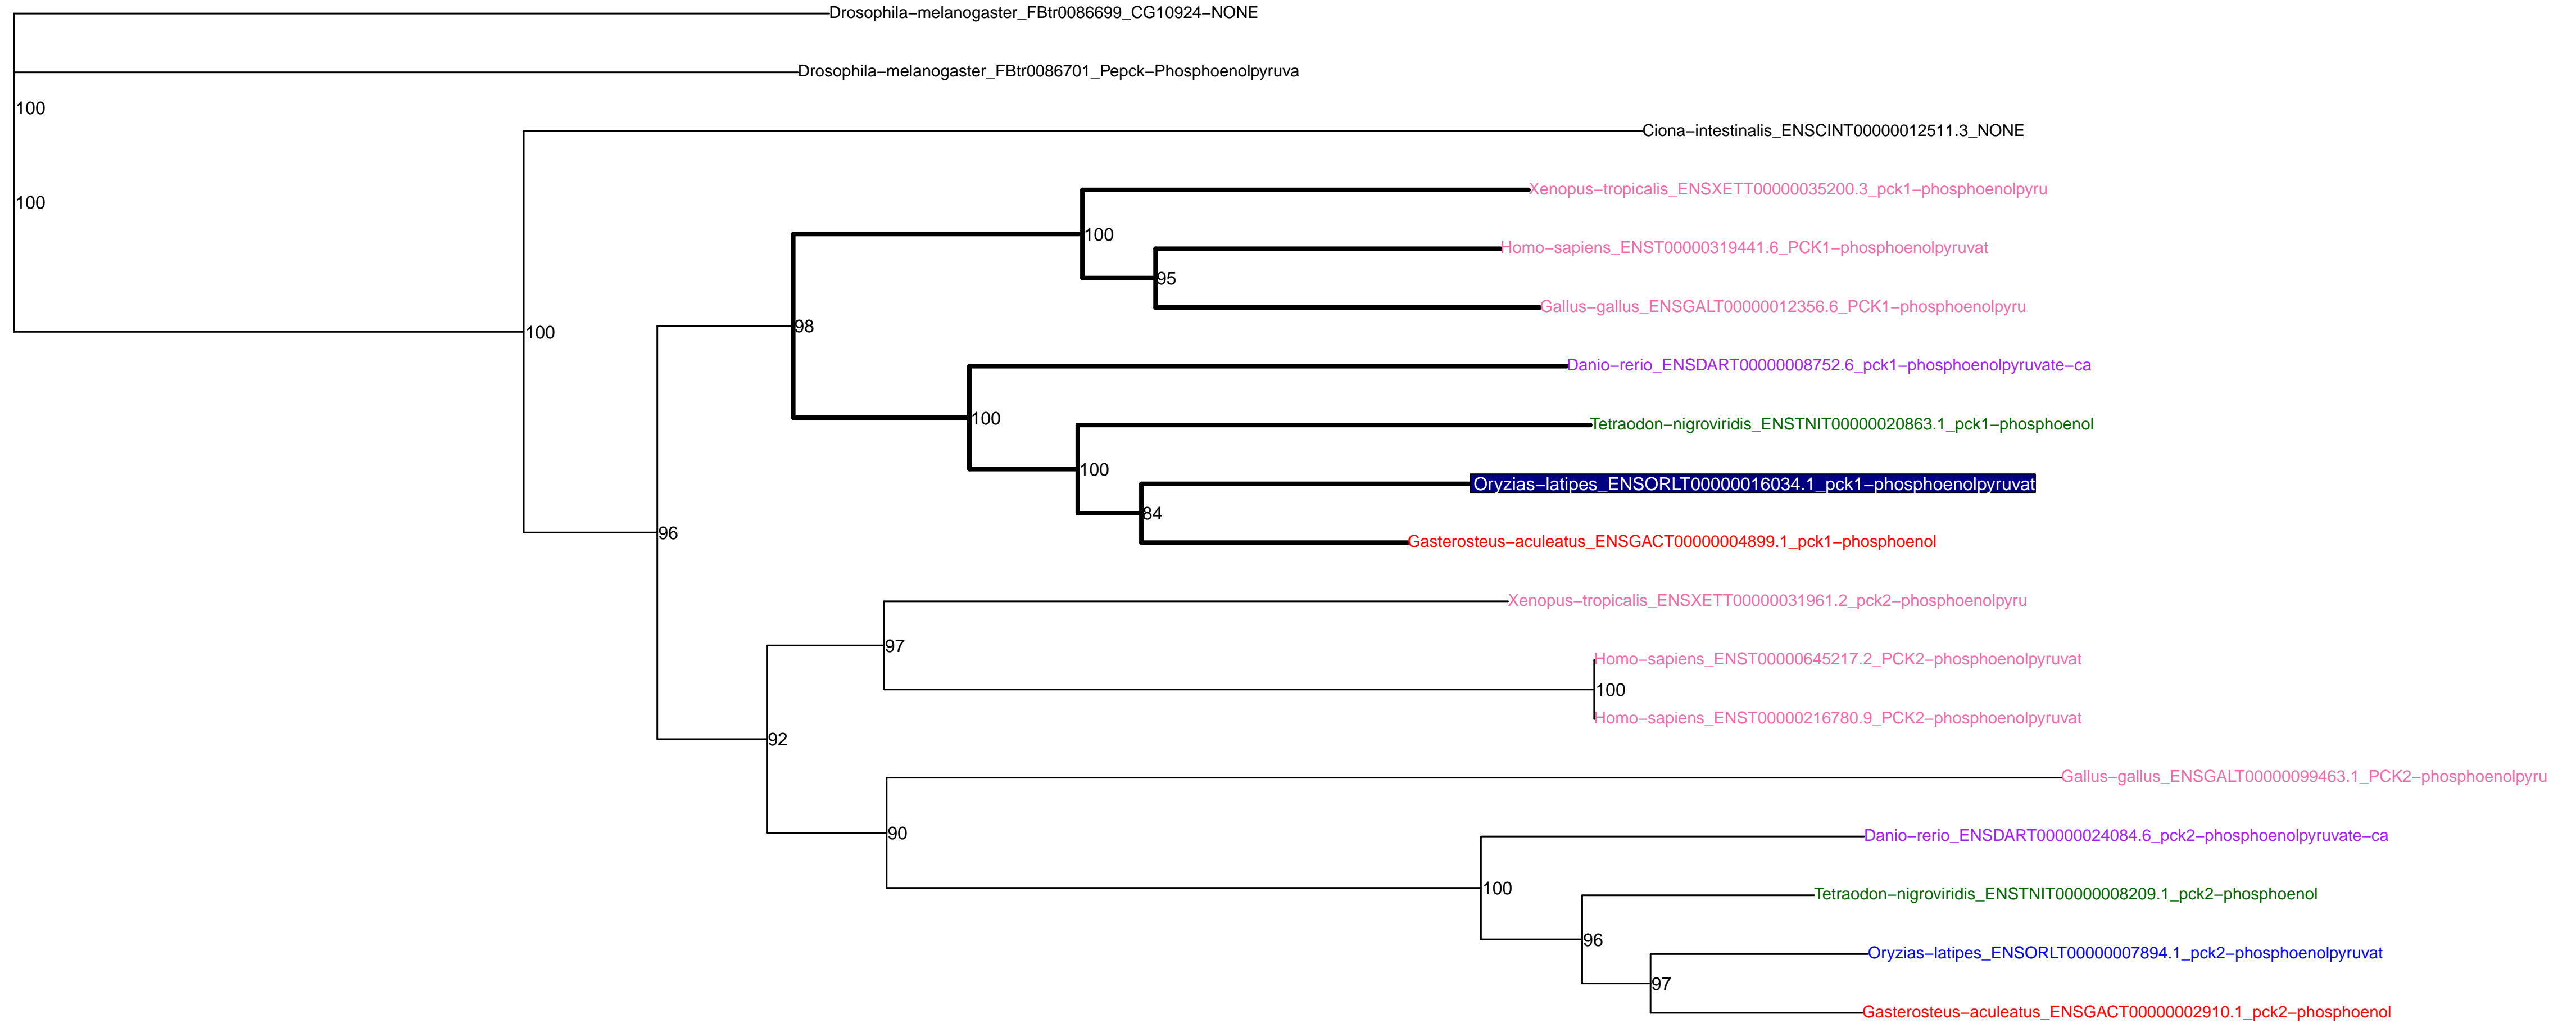 Drosophila−melanogaster_FBtr0086699_CG10924−NONE
Drosophila−melanogaster_FBtr0086701_Pepck−Phosphoenolpyruva
100
Ciona−intestinalis_ENSCINT00000012511.3_NONE
Xenopus−tropicalis_ENSXETT00000035200.3_pck1−phosphoenolpyru
100
100
Homo−sapiens_ENST00000319441.6_PCK1−phosphoenolpyruvat
95
Gallus−gallus_ENSGALT00000012356.6_PCK1−phosphoenolpyru
98
100
Danio−rerio_ENSDART00000008752.6_pck1−phosphoenolpyruvate−ca
100
Tetraodon−nigroviridis_ENSTNIT00000020863.1_pck1−phosphoenol
100
Oryzias−latipes_ENSORLT00000016034.1_pck1−phosphoenolpyruvat
84
96
Gasterosteus−aculeatus_ENSGACT00000004899.1_pck1−phosphoenol
Xenopus−tropicalis_ENSXETT00000031961.2_pck2−phosphoenolpyru
97
Homo−sapiens_ENST00000645217.2_PCK2−phosphoenolpyruvat
100
Homo−sapiens_ENST00000216780.9_PCK2−phosphoenolpyruvat
92
Gallus−gallus_ENSGALT00000099463.1_PCK2−phosphoenolpyru
90
Danio−rerio_ENSDART00000024084.6_pck2−phosphoenolpyruvate−ca
100
Tetraodon−nigroviridis_ENSTNIT00000008209.1_pck2−phosphoenol
96
Oryzias−latipes_ENSORLT00000007894.1_pck2−phosphoenolpyruvat
97
Gasterosteus−aculeatus_ENSGACT00000002910.1_pck2−phosphoenol